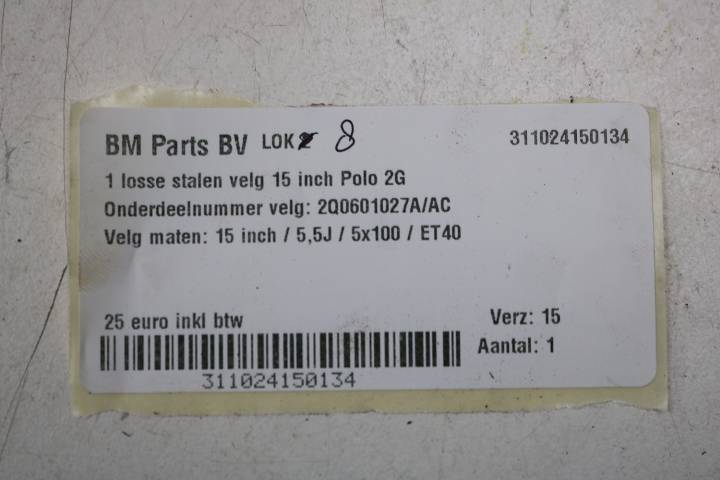 BM Parts BV LOK 8 311024150134
1 losse stalen velg 15 inch Polo 2G
Onderdeelnummer velg: 2Q0601027A/AC
Velg maten: 15 inch / 5,5J / 5x100 / ET40
25 euro inkl btw Verz: 15
Aantal: 1
311024150134